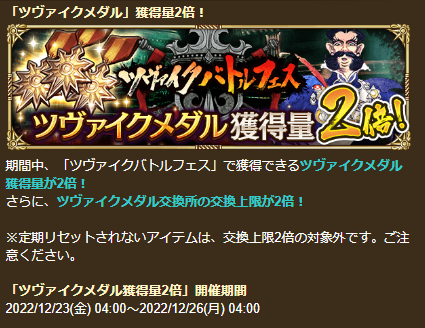 「ツヴァイクメダル」獲得量2倍！
ツヴァイクバトルフェス
ツヴァイクメダル獲得量2倍!
期間中、「ツヴァイクバトルフェス」で獲得できるツヴァイクメダル
獲得量が2倍！
さらに、ツヴァイクメダル交換所の交換上限が2倍！
※定期リセットされないアイテムは、交換上限2倍の対象外です。ご注
意ください。
「ツヴァイクメダル獲得量2倍」開催期間
2022/12/23(金) 04:00～2022/12/26(月) 04:00